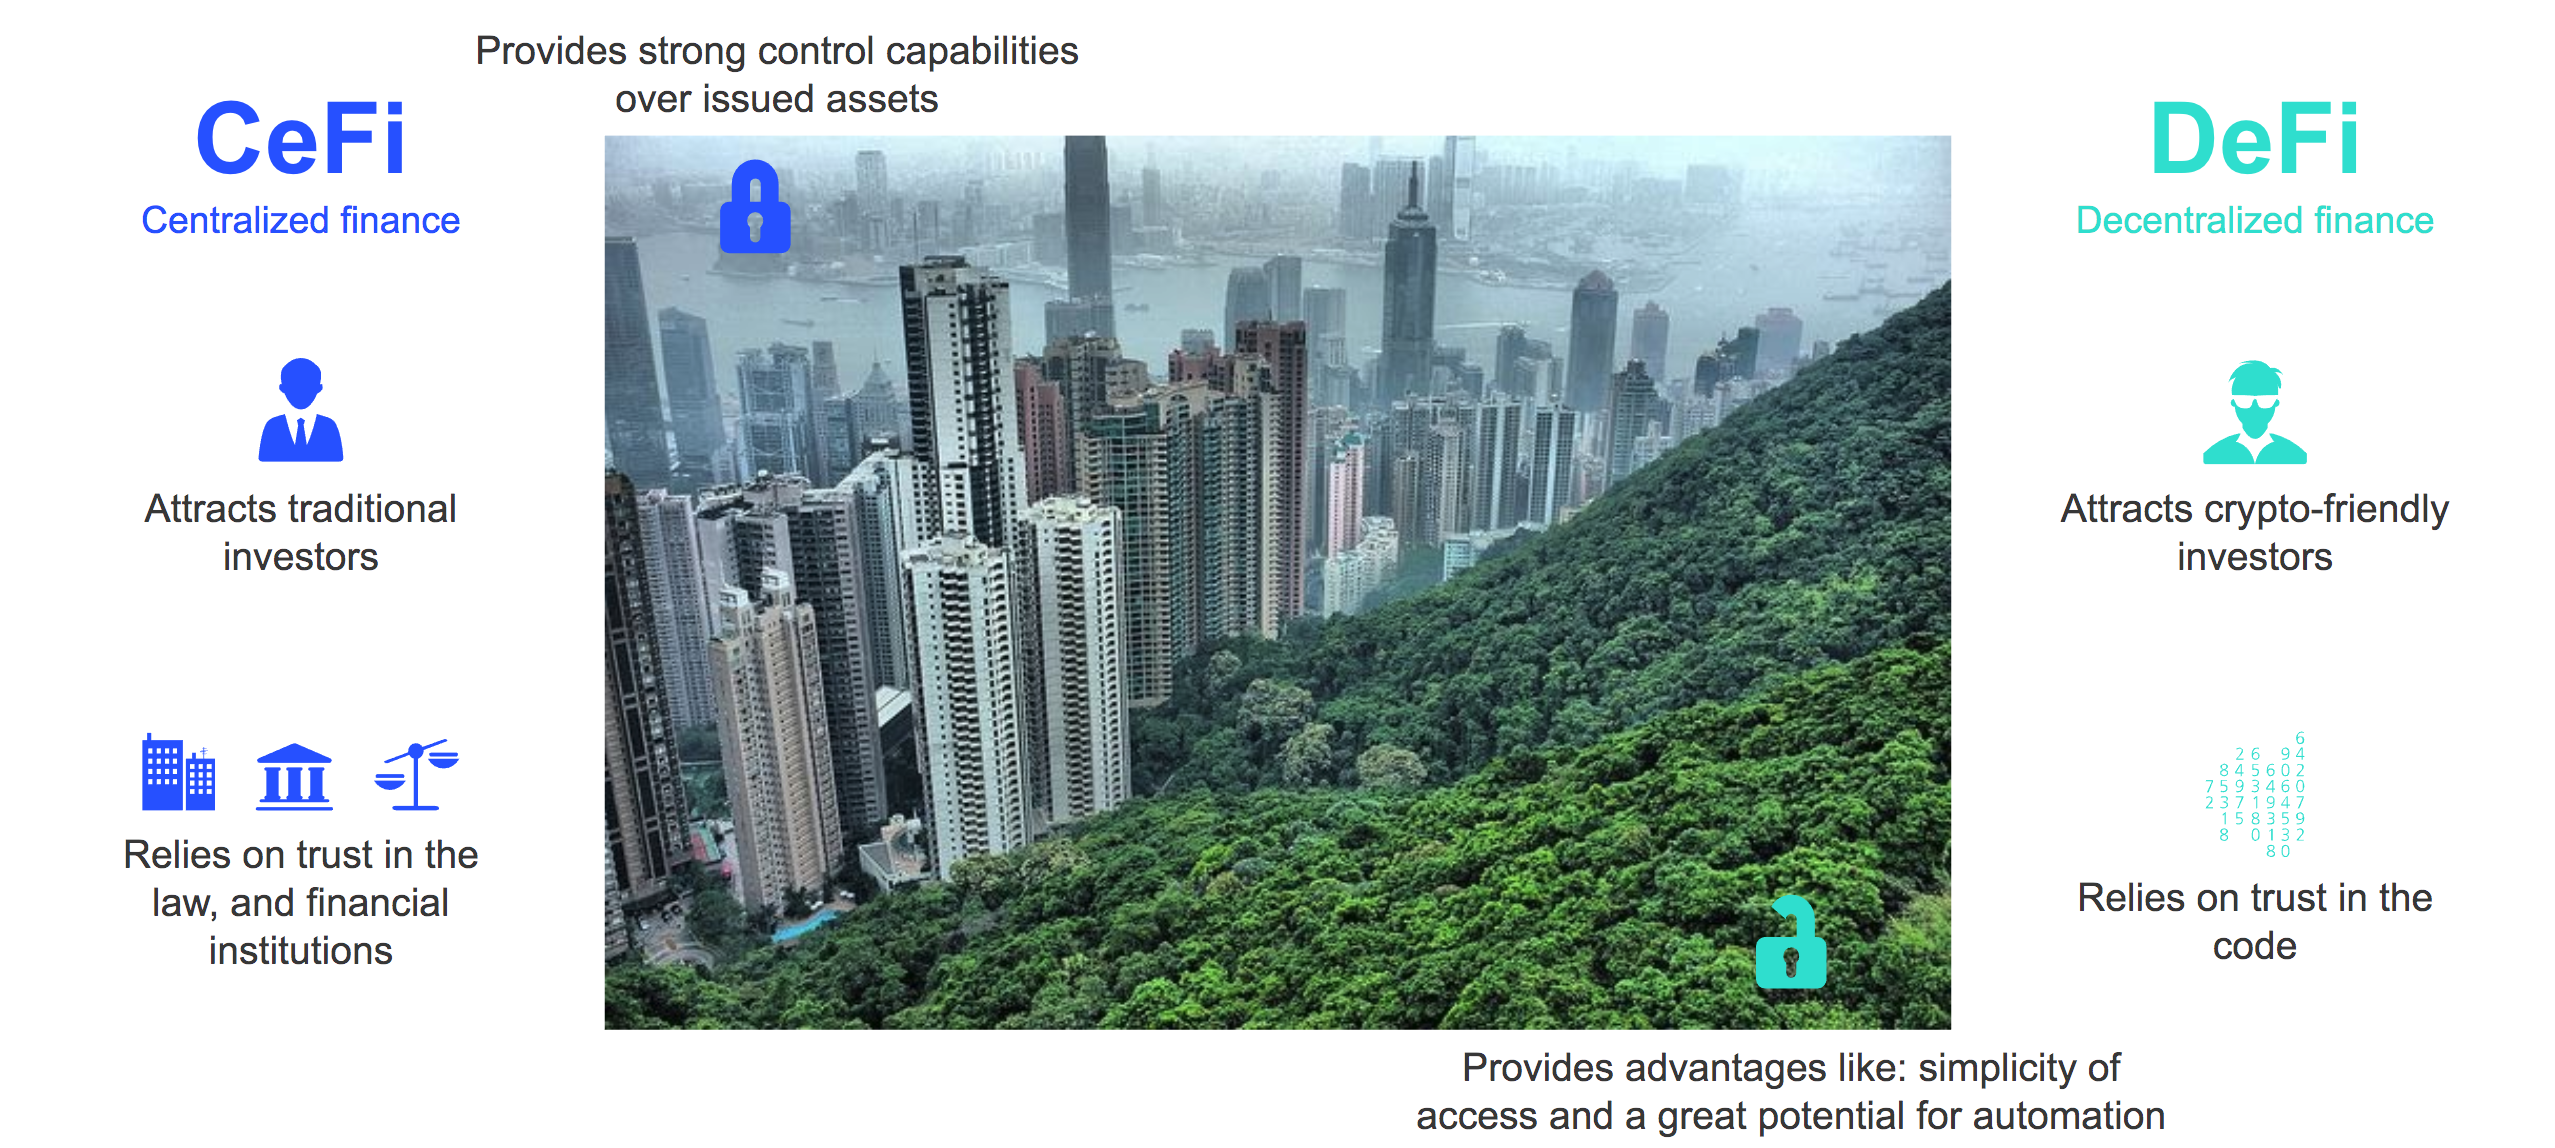 Provides strong control capabilities
over issued assets
CeFi
Centralized finance
Attracts traditional
investors
Relies on trust in the
law, and financial
institutions
DeFi
Decentralized finance
Attracts crypto-friendly
investors
6
2 6 9 4
8 4 5 6 0 2
7 5 9 3 4 6 0
2 3 7 1 9 4 7
1 5 8 3 5 9
8 0 1 3 2
8 0
Relies on trust in the
code
Provides advantages like: simplicity of
access and a great potential for automation